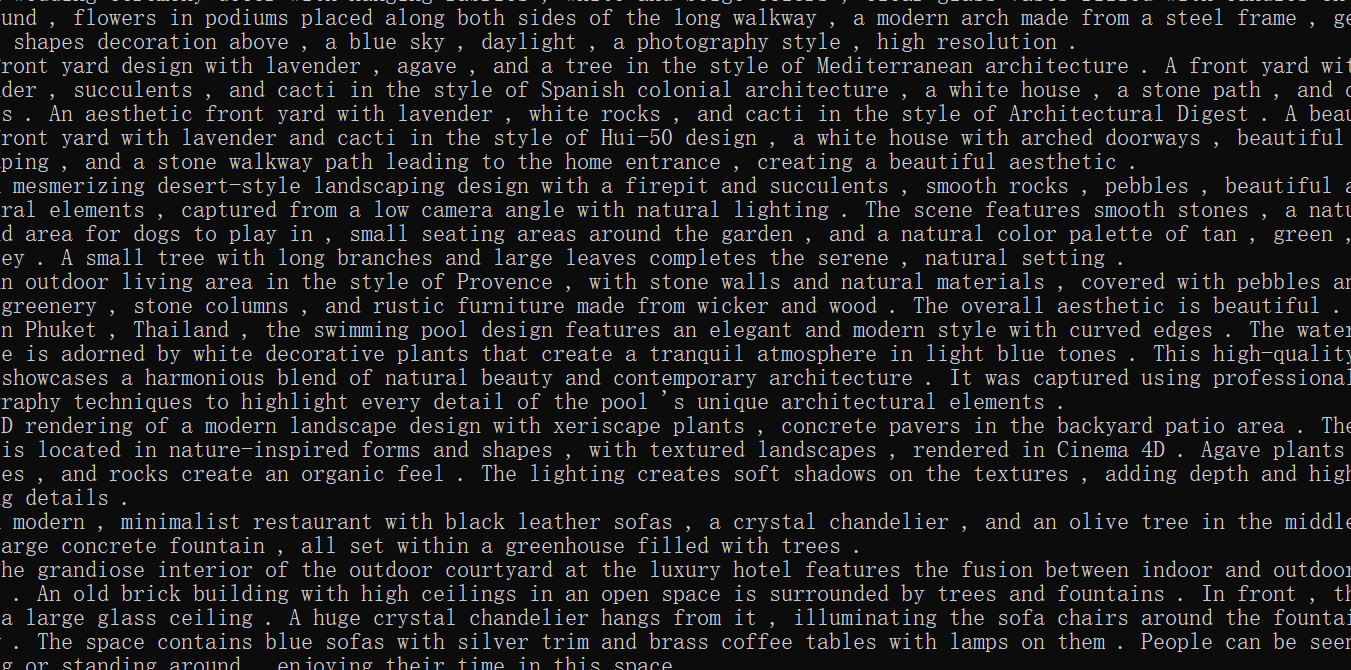 und , flowers in podiums placed along both sides of the long walkway , a modern arch made from a steel frame , ge
shapes decoration above , a blue sky , daylight , a photography style , high resolution .
ront yard design with lavender , agave , and a tree in the style of Mediterranean architecture . A front yard wit
der , succulents , and cacti in the style of Spanish colonial architecture , a white house , a stone path , and c
s . An aesthetic front yard with lavender , white rocks , and cacti in the style of Architectural Digest . A beau
ront yard with lavender and cacti in the style of Hui-50 design , a white house with arched doorways , beautiful
ping , and a stone walkway path leading to the home entrance , creating a beautiful aesthetic .
mesmerizing desert-style landscaping design with a firepit and succulents , smooth rocks , pebbles , beautiful a
ral elements , captured from a low camera angle with natural lighting . The scene features smooth stones , a natu
d area for dogs to play in , small seating areas around the garden , and a natural color palette of tan , green ,
ey . A small tree with long branches and large leaves completes the serene , natural setting .
n outdoor living area in the style of Provence , with stone walls and natural materials , covered with pebbles an
greenery , stone columns , and rustic furniture made from wicker and wood . The overall aesthetic is beautiful .
n Phuket , Thailand , the swimming pool design features an elegant and modern style with curved edges . The water
e is adorned by white decorative plants that create a tranquil atmosphere in light blue tones . This high-quality
showcases a harmonious blend of natural beauty and contemporary architecture . It was captured using professional
raphy techniques to highlight every detail of the pool 's unique architectural elements .
D rendering of a modern landscape design with xeriscape plants , concrete pavers in the backyard patio area . The
is located in nature-inspired forms and shapes , with textured landscapes , rendered in Cinema 4D . Agave plants
es , and rocks create an organic feel . The lighting creates soft shadows on the textures , adding depth and high
g details .
modern , minimalist restaurant with black leather sofas , a crystal chandelier , and an olive tree in the middle
arge concrete fountain , all set within a greenhouse filled with trees .
he grandiose interior of the outdoor courtyard at the luxury hotel features the fusion between indoor and outdoor
. An old brick building with high ceilings in an open space is surrounded by trees and fountains . In front , th
a large glass ceiling . A huge crystal chandelier hangs from it , illuminating the sofa chairs around the fountai
. The space contains blue sofas with silver trim and brass coffee tables with lamps on them . People can be seen
g or standing around , enjoying their time in this space